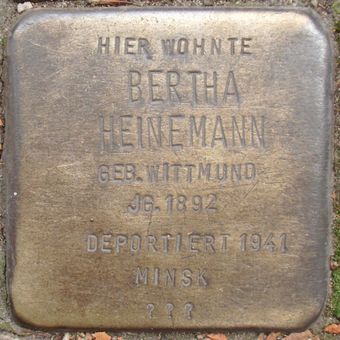 HIER WOHNTE
BERTHA
HEINEMANN
GEB. WITTMUND
JG. 1892
DEPORTIERT 1941
MINSK
? ? ?